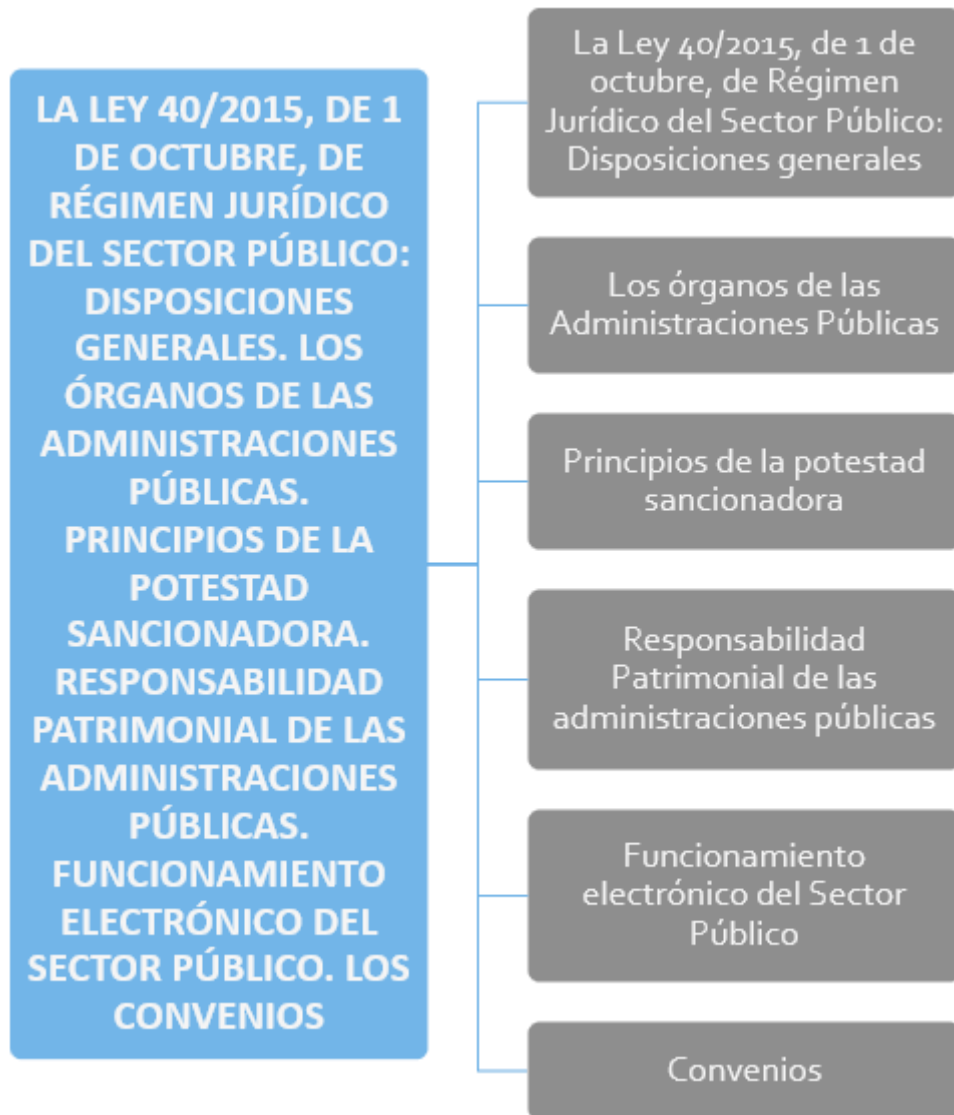 LA LEY 40/2015, DE 1
DE OCTUBRE, DE
RÉGIMEN JURÍDICO
DEL SECTOR PÚBLICO:
DISPOSICIONES
GENERALES. LOS
ÓRGANOS DE LAS
ADMINISTRACIONES
PÚBLICAS.
PRINCIPIOS DE LA
POTESTAD
SANCIONADORA.
RESPONSABILIDAD
PATRIMONIAL DE LAS
ADMINISTRACIONES
PÚBLICAS.
FUNCIONAMIENTO
ELECTRÓNICO DEL
SECTOR PÚBLICO. LOS
CONVENIOS
La Ley 40/2015, de 1 de
octubre, de Régimen
Jurídico del Sector Público:
Disposiciones generales
Los órganos de las
Administraciones Públicas
Principios de la potestad
sancionadora
Responsabilidad
Patrimonial de las
administraciones públicas
Funcionamiento
electrónico del Sector
Público
Convenios